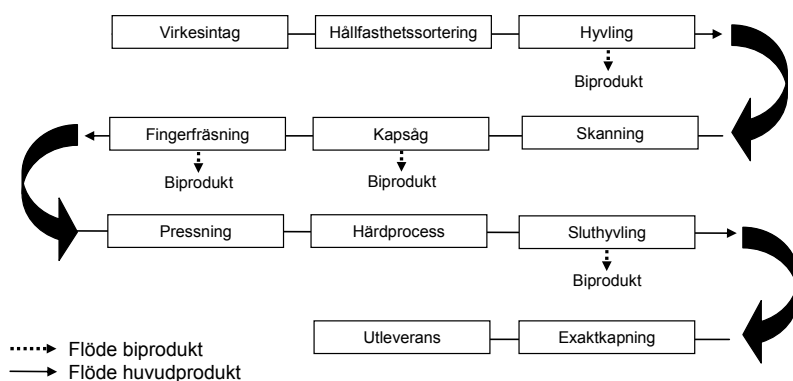 Virkesintag
Hållfasthetssortering
Hyvling
Biprodukt
Skanning
Kapsåg
Fingerfräsning
Biprodukt
Biprodukt
Pressning
Härdprocess
Sluthyvling
Biprodukt
Exaktkapning
Utleverans
Flöde biprodukt
Flöde huvudprodukt